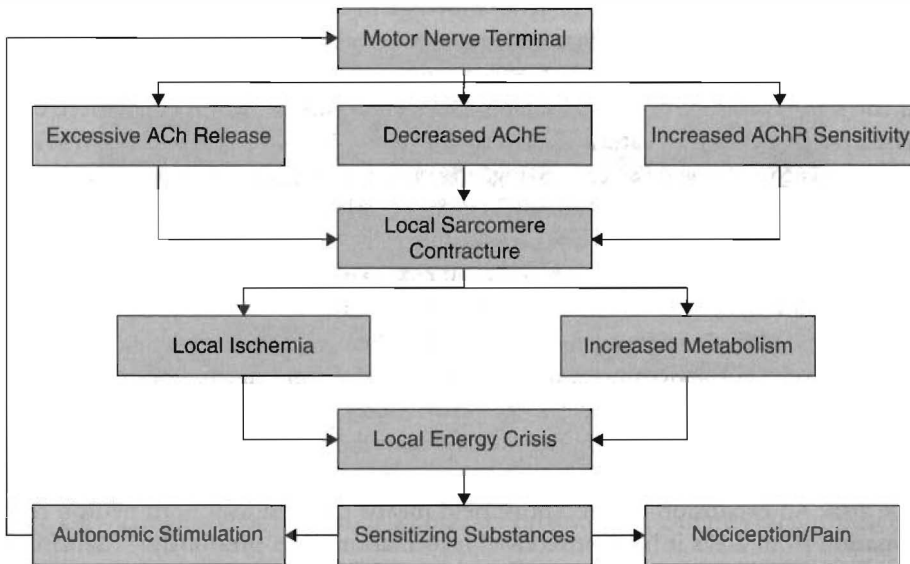 Motor Nerve Terminal
Excessive ACh Release
Decreased AChE
Increased AChR Sensitivity
Local Sarcomere
Contracture
Local Ischemia
Increased Metabolism
Local Energy Crisis
Autonomic Stimulation
Sensitizing Substances
Nociception/Pain